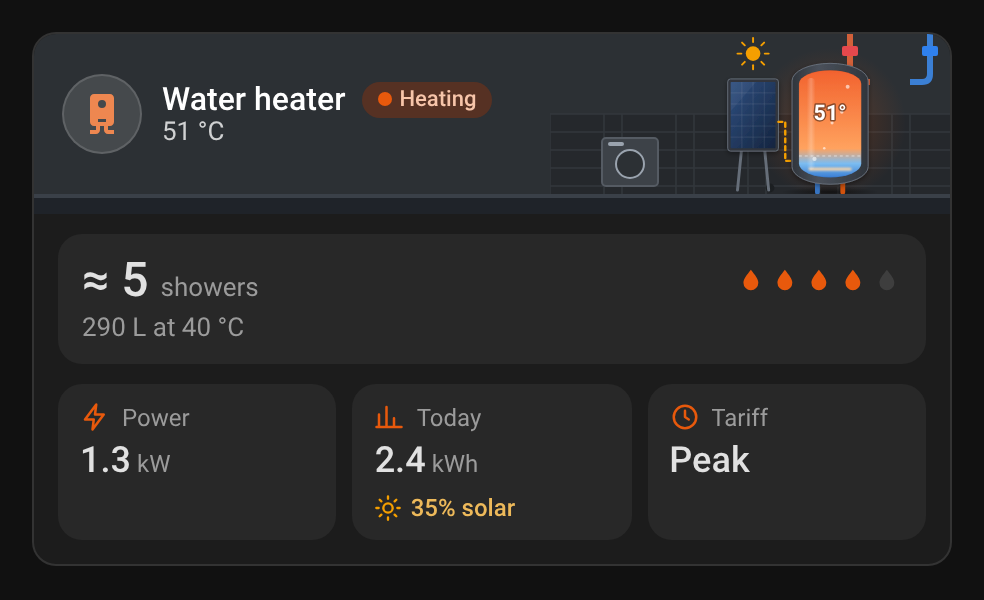 Water heater
Heating
51 °C
51°
≈ 5 showers
290 L at 40 °C
Power
1.3 kW
Today
2.4 kWh
35% solar
Tariff
Peak